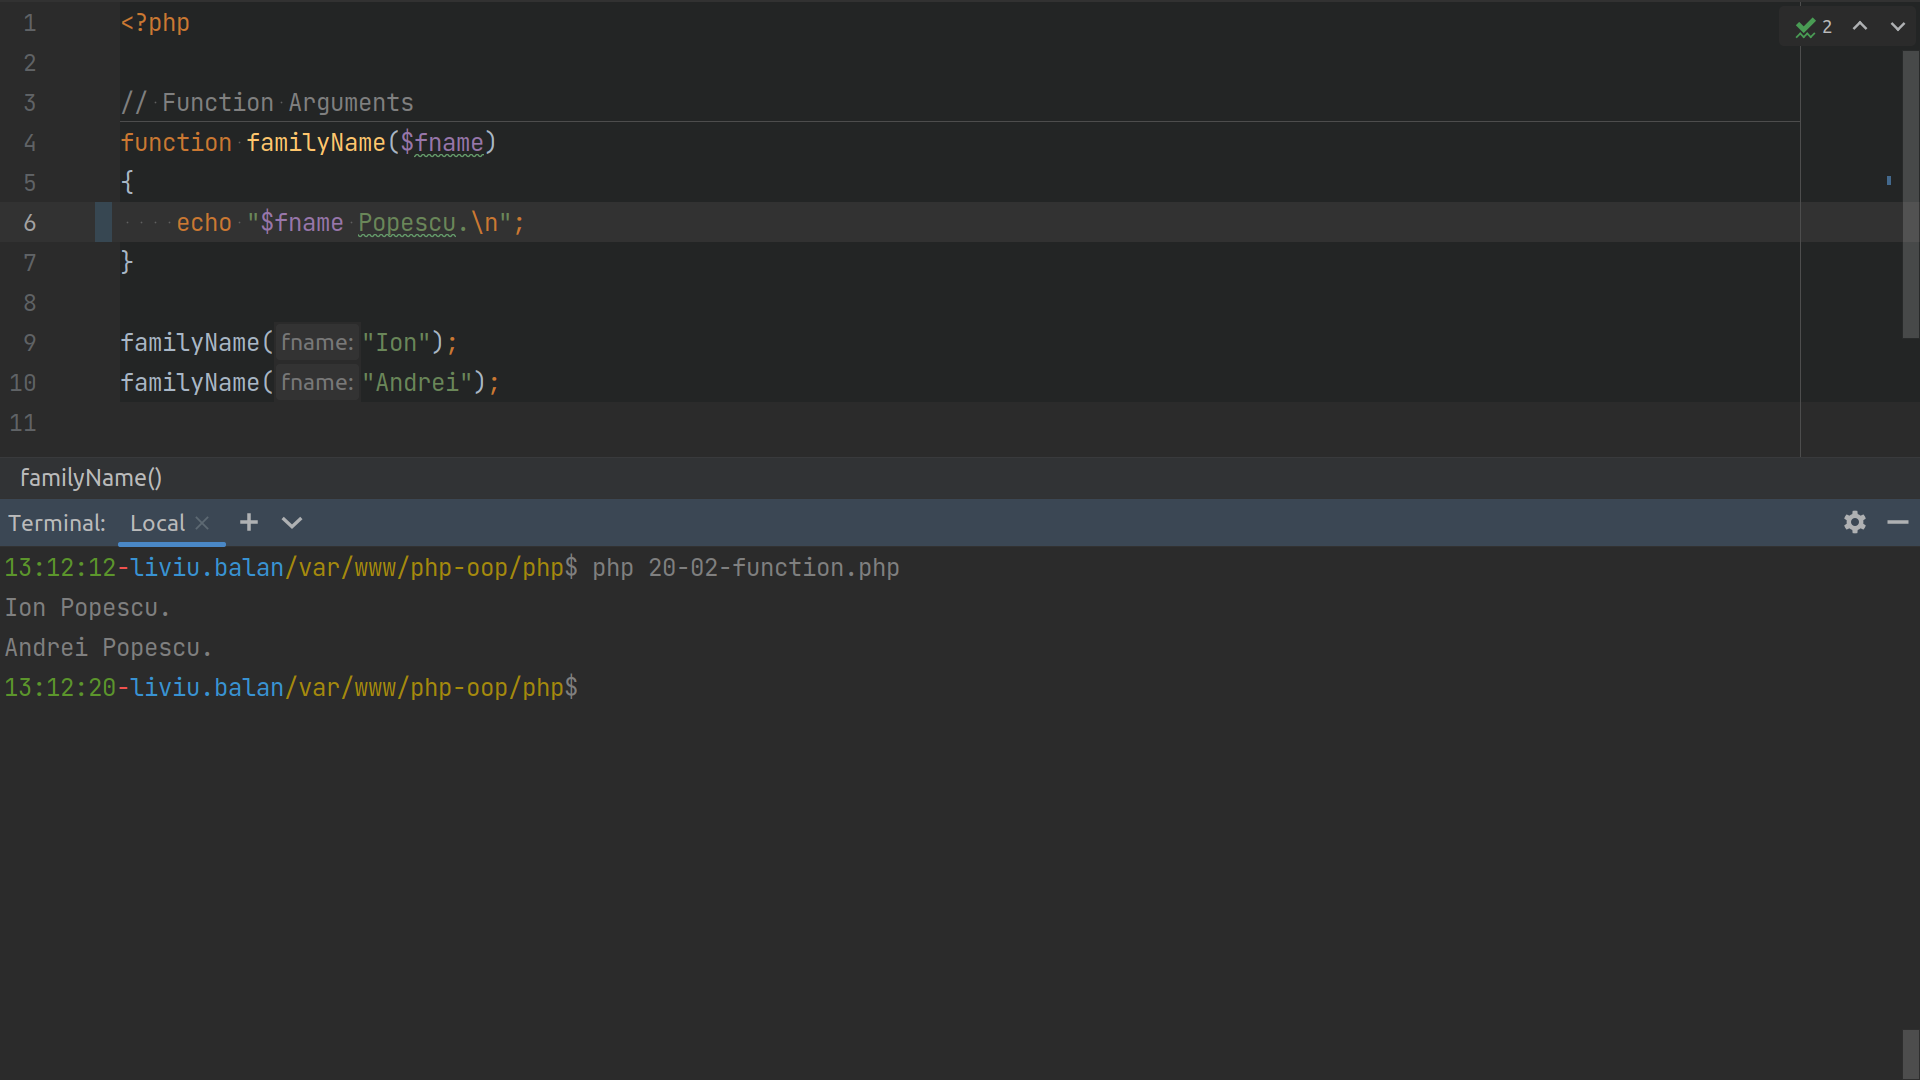 1 <?php
2
3 // Function Arguments
4 function familyName($fname)
5 {
6     echo "$fname Popescu.\n";
7 }
8
9 familyName( fname: "Ion");
10 familyName( fname: "Andrei");
11
2
familyName()
Terminal: Local
13:12:12-liviu.balan/var/www/php-oop/php$ php 20-02-function.php
Ion Popescu.
Andrei Popescu.
13:12:20-liviu.balan/var/www/php-oop/php$